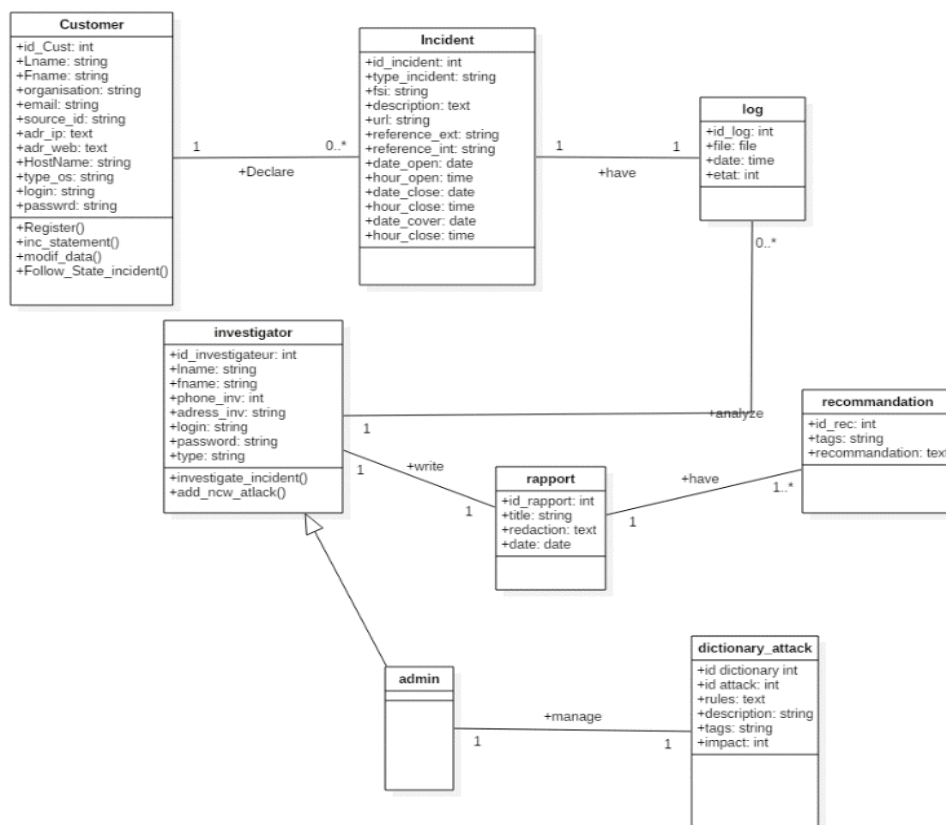 Customer
+id_Cust: int
+Lname: string
+Fname: string
+organisation: string
+email: string
+source_id: string
+adr_ip: text
+adr_web: text
+HostName: string
+type_os: string
+login: string
+passwrd: string
+Register()
+inc_statement()
+modif_data()
+Follow_State_incident()
1
0..*
+Declare
Incident
+id_incident: int
+type_incident: string
+fsi: string
+description: text
+url: string
+reference_ext: string
+reference_int: string
+date_open: date
+hour_open: time
+date_close: date
+hour_close: time
+date_cover: date
+hour_close: time
1
1
+have
log
+id_log: int
+file: file
+date: time
+etat: int
0..*
investigator
+id_investigateur: int
+lname: string
+fname: string
+phone_inv: int
+adress_inv: string
+login: string
+password: string
+type: string
+investigate_incident()
+add_ncw_atlack()
1
+analyze
1
+write
1
rapport
+id_rapport: int
+title: string
+redaction: text
+date: date
+have
1
1..*
recommandation
+id_rec: int
+tags: string
+recommandation: text
admin
+manage
1
1
dictionary_attack
+id dictionary int
+id attack: int
+rules: text
+description: string
+tags: string
+impact: int